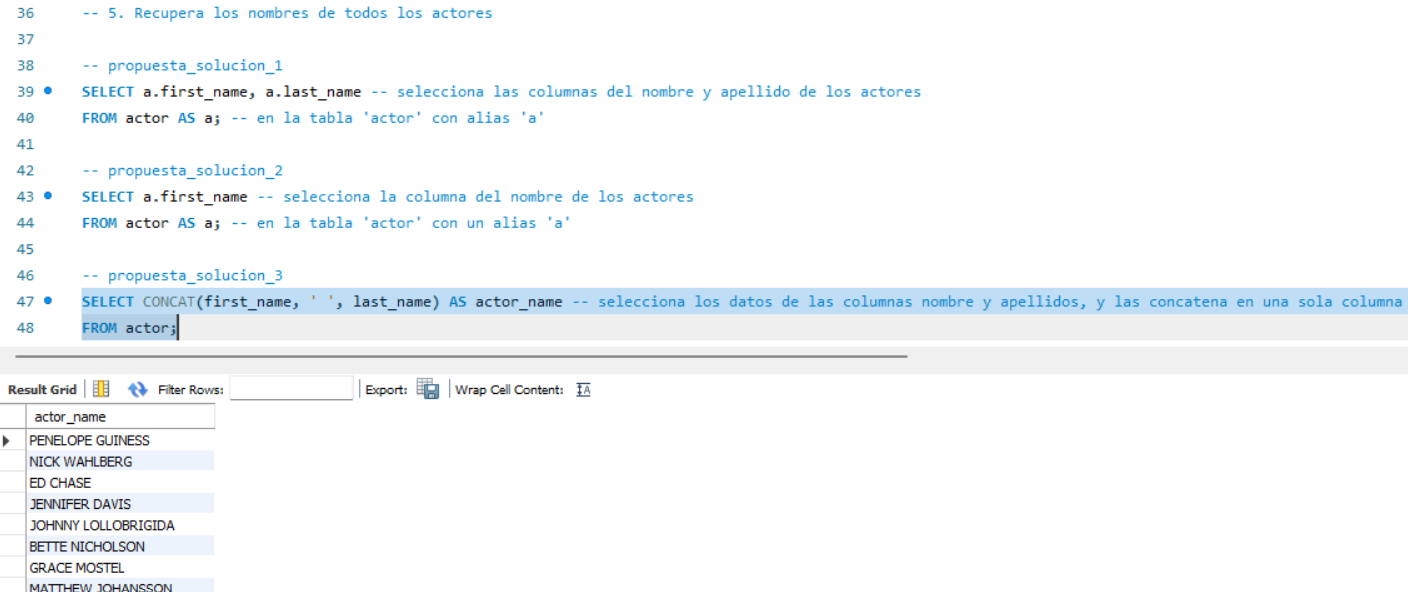 36 -- 5. Recupera los nombres de todos los actores
37
38 -- propuesta_solucion_1
39 SELECT a.first_name, a.last_name -- selecciona las columnas del nombre y apellido de los actores
40 FROM actor AS a; -- en la tabla 'actor' con alias 'a'
41
42 -- propuesta_solucion_2
43 SELECT a.first_name -- selecciona la columna del nombre de los actores
44 FROM actor AS a; -- en la tabla 'actor' con un alias 'a'
45
46 -- propuesta_solucion_3
47 SELECT CONCAT(first_name, ' ', last_name) AS actor_name -- selecciona los datos de las columnas nombre y apellidos, y las concatena en una sola columna
48 FROM actor;
Result Grid Filter Rows: Export: Wrap Cell Content:
actor_name
PENELOPE GUINESS
NICK WAHLBERG
ED CHASE
JENNIFER DAVIS
JOHNNY LOLLOBRIGIDA
BETTE NICHOLSON
GRACE MOSTEL
MATTHEW JOHANSSON